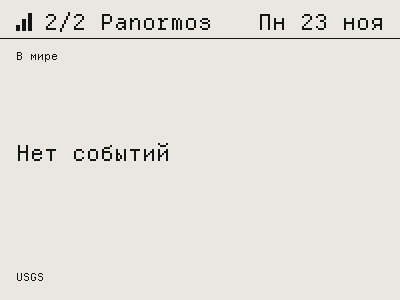 2/2 Panormos Пн 23 ноя
В мире
Нет событий
USGS